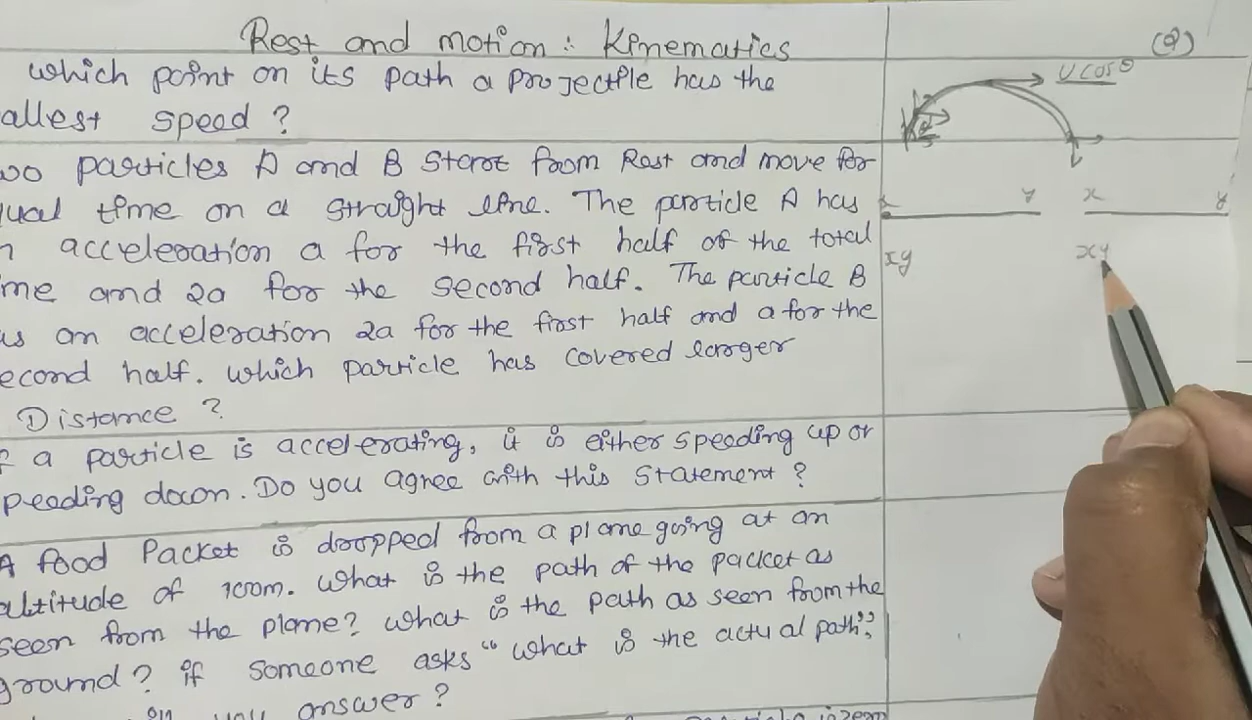 Rest and motion : Kinematics
(2)
which point on its path a projectile has the
allest speed ?
U cosθ
wo particles A and B Start from Rest and move for
qual time on a straight line. The particle A has
n acceleration a for the first half of the total
me and 2a for the second half. The particle B
as an acceleration 2a for the first half and a for the
econd half. which particle has covered larger
Distance ?
x y x y
xy xy
f a particle is accelerating, it is either speeding up or
peeding down. Do you agree with this Statement ?
A food Packet is dropped from a plane going at an
altitude of 100m. What is the path of the packet as
seen from the plane? what is the path as seen from the
ground ? if someone asks "what is the actual path",
you answer ?